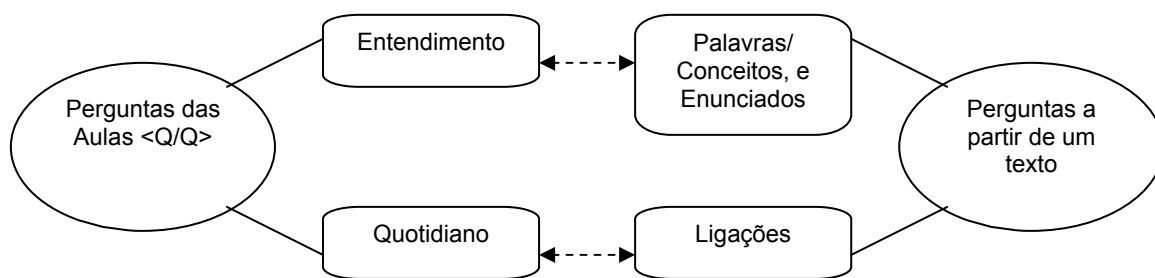 Perguntas das
Aulas <Q/Q>
Entendimento
Quotidiano
Palavras/
Conceitos, e
Enunciados
Ligações
Perguntas a
partir de um
texto